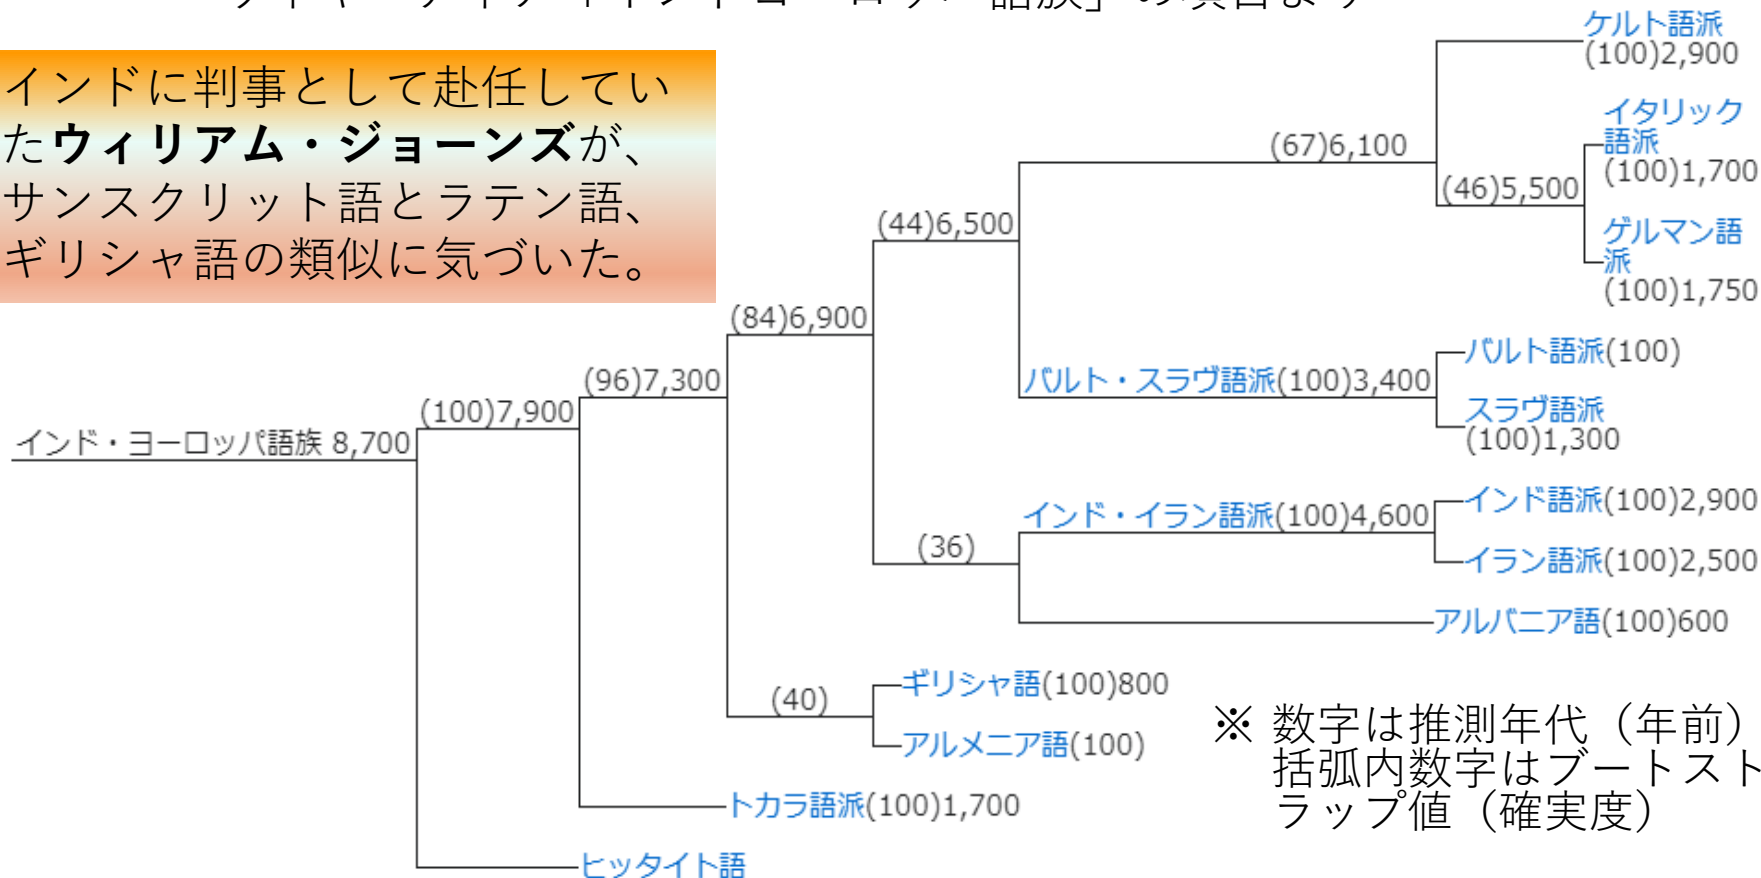 インドに判事として赴任してい
たウィリアム・ジョーンズが、
サンスクリット語とラテン語、
ギリシャ語の類似に気づいた。
ケルト語派
(100)2,900
イタリック
語派
(100)1,700
(67)6,100
(46)5,500
ゲルマン語
派
(100)1,750
(44)6,500
(84)6,900
バルト語派(100)
(96)7,300
バルト・スラヴ語派(100)3,400
スラヴ語派
(100)1,300
(100)7,900
インド・ヨーロッパ語族 8,700
インド・イラン語派(100)4,600
インド語派(100)2,900
(36)
イラン語派(100)2,500
アルバニア語(100)600
ギリシャ語(100)800
(40)
アルメニア語(100)
トカラ語派(100)1,700
ヒッタイト語
※ 数字は推測年代（年前）
括弧内数字はブートスト
ラップ値（確実度）